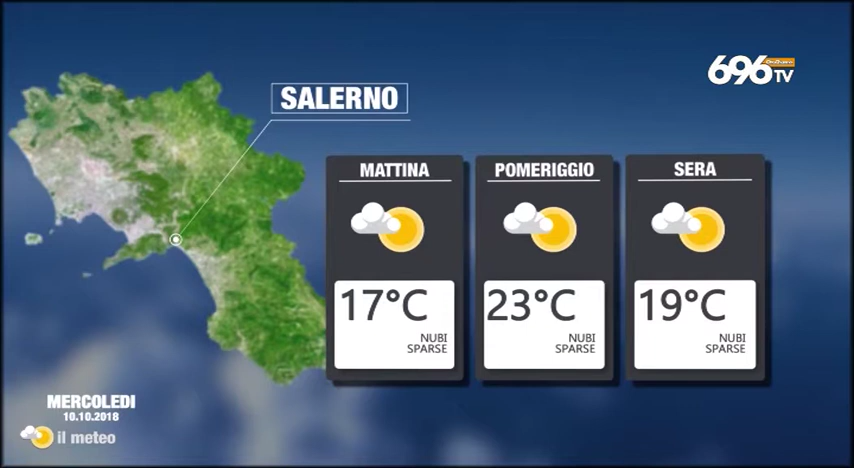 696 TV
SALERNO
MATTINA
17°C
NUBI
SPARSE
POMERIGGIO
23°C
NUBI
SPARSE
SERA
19°C
NUBI
SPARSE
MERCOLEDI
10.10.2018
il meteo